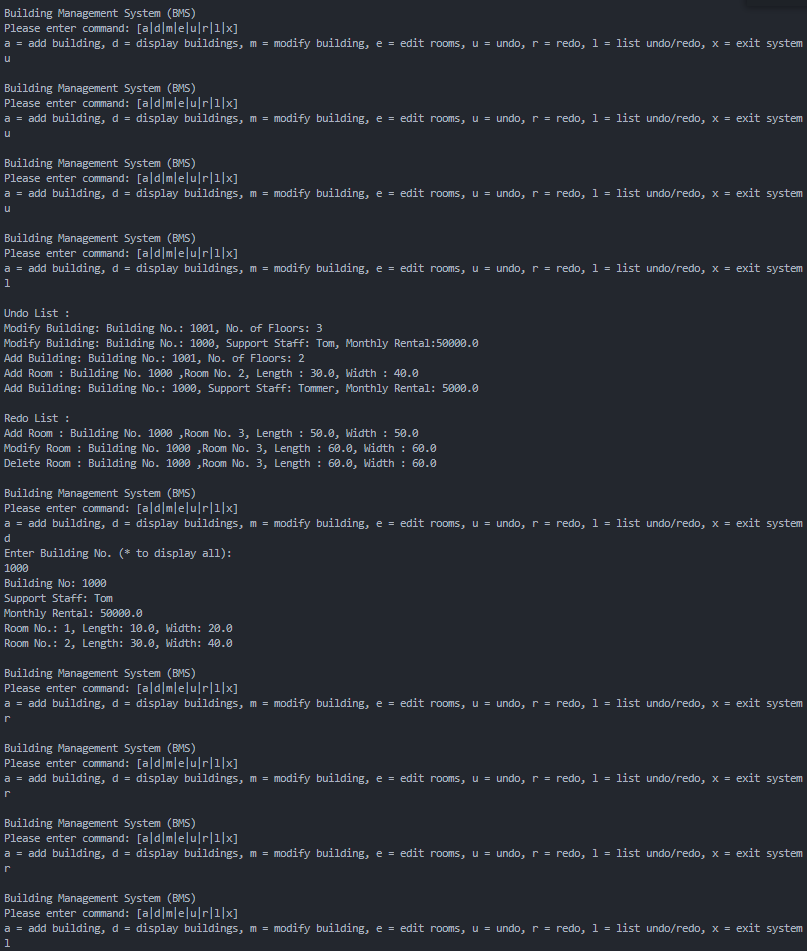 Building Management System (BMS)
Please enter command: [a|d|m|e|u|r|l|x]
a = add building, d = display buildings, m = modify building, e = edit rooms, u = undo, r = redo, l = list undo/redo, x = exit system
u
Building Management System (BMS)
Please enter command: [a|d|m|e|u|r|l|x]
a = add building, d = display buildings, m = modify building, e = edit rooms, u = undo, r = redo, l = list undo/redo, x = exit system
u
Building Management System (BMS)
Please enter command: [a|d|m|e|u|r|l|x]
a = add building, d = display buildings, m = modify building, e = edit rooms, u = undo, r = redo, l = list undo/redo, x = exit system
u
Building Management System (BMS)
Please enter command: [a|d|m|e|u|r|l|x]
a = add building, d = display buildings, m = modify building, e = edit rooms, u = undo, r = redo, l = list undo/redo, x = exit system
l
Undo List :
Modify Building: Building No.: 1001, No. of Floors: 3
Modify Building: Building No.: 1000, Support Staff: Tom, Monthly Rental:50000.0
Add Building: Building No.: 1001, No. of Floors: 2
Add Room : Building No. 1000 ,Room No. 2, Length : 30.0, Width : 40.0
Add Building: Building No.: 1000, Support Staff: Tommer, Monthly Rental: 5000.0
Redo List :
Add Room : Building No. 1000 ,Room No. 3, Length : 50.0, Width : 50.0
Modify Room : Building No. 1000 ,Room No. 3, Length : 60.0, Width : 60.0
Delete Room : Building No. 1000 ,Room No. 3, Length : 60.0, Width : 60.0
Building Management System (BMS)
Please enter command: [a|d|m|e|u|r|l|x]
a = add building, d = display buildings, m = modify building, e = edit rooms, u = undo, r = redo, l = list undo/redo, x = exit system
d
Enter Building No. (* to display all):
1000
Building No: 1000
Support Staff: Tom
Monthly Rental: 50000.0
Room No.: 1, Length: 10.0, Width: 20.0
Room No.: 2, Length: 30.0, Width: 40.0
Building Management System (BMS)
Please enter command: [a|d|m|e|u|r|l|x]
a = add building, d = display buildings, m = modify building, e = edit rooms, u = undo, r = redo, l = list undo/redo, x = exit system
r
Building Management System (BMS)
Please enter command: [a|d|m|e|u|r|l|x]
a = add building, d = display buildings, m = modify building, e = edit rooms, u = undo, r = redo, l = list undo/redo, x = exit system
r
Building Management System (BMS)
Please enter command: [a|d|m|e|u|r|l|x]
a = add building, d = display buildings, m = modify building, e = edit rooms, u = undo, r = redo, l = list undo/redo, x = exit system
r
Building Management System (BMS)
Please enter command: [a|d|m|e|u|r|l|x]
a = add building, d = display buildings, m = modify building, e = edit rooms, u = undo, r = redo, l = list undo/redo, x = exit system
l